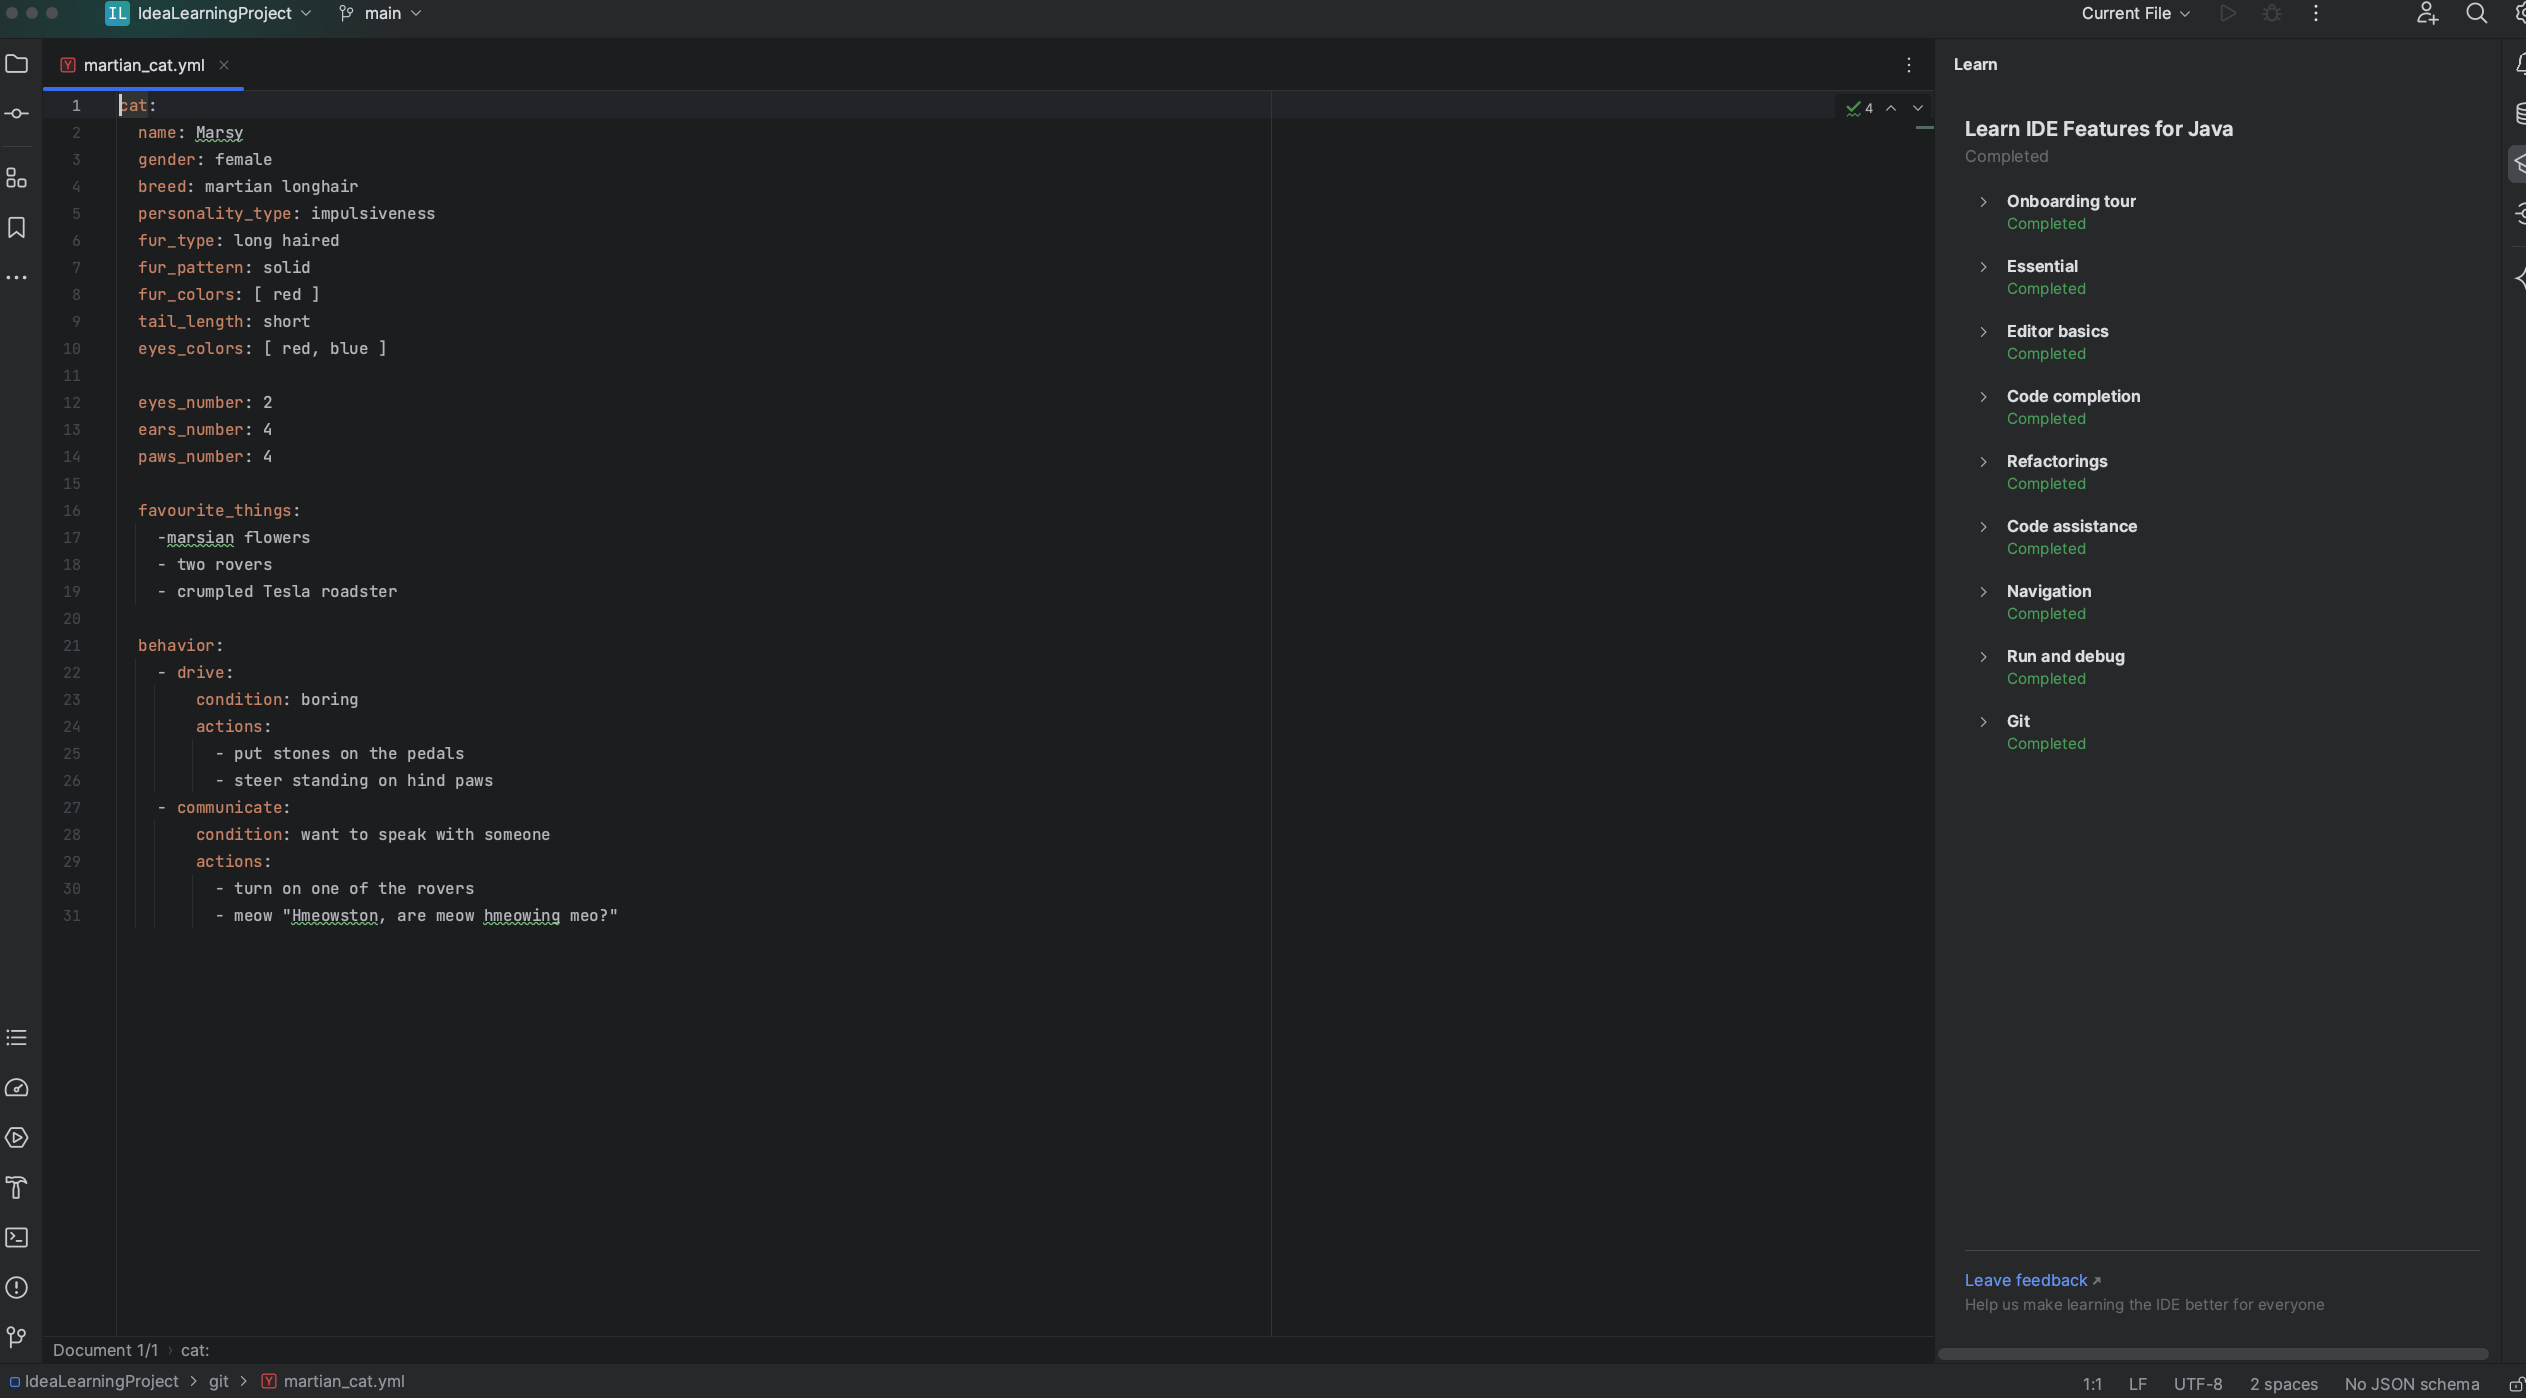 IL IdeaLearningProject main Current File
martian_cat.yml
1 cat:
2 name: Marsy
3 gender: female
4 breed: martian longhair
5 personality_type: impulsiveness
6 fur_type: long haired
7 fur_pattern: solid
8 fur_colors: [ red ]
9 tail_length: short
10 eyes_colors: [ red, blue ]
11
12 eyes_number: 2
13 ears_number: 4
14 paws_number: 4
15
16 favourite_things:
17 -marsian flowers
18 - two rovers
19 - crumpled Tesla roadster
20
21 behavior:
22 - drive:
23 condition: boring
24 actions:
25 - put stones on the pedals
26 - steer standing on hind paws
27 - communicate:
28 condition: want to speak with someone
29 actions:
30 - turn on one of the rovers
31 - meow "Hmeowston, are meow hmeowing meo?"
4
Learn
Learn IDE Features for Java
Completed
Onboarding tour
Completed
Essential
Completed
Editor basics
Completed
Code completion
Completed
Refactorings
Completed
Code assistance
Completed
Navigation
Completed
Run and debug
Completed
Git
Completed
Leave feedback
Help us make learning the IDE better for everyone
Document 1/1 › cat:
IdeaLearningProject > git > martian_cat.yml
1:1 LF UTF-8 2 spaces No JSON schema